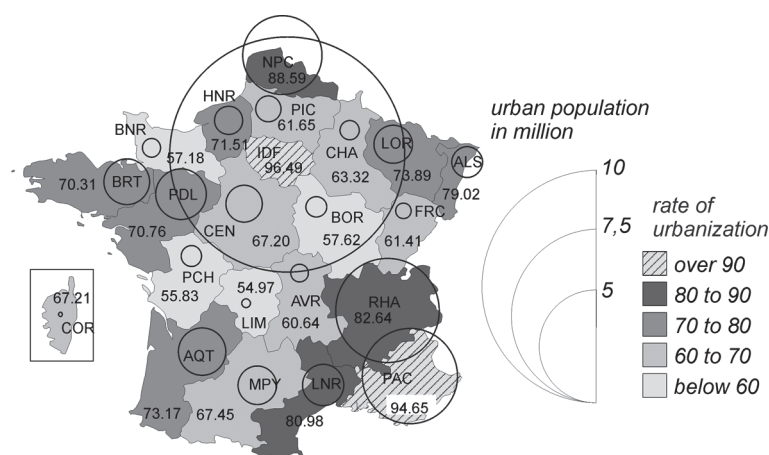 NPC
88.59
HNR
PIC
61.65
BNR
71.51
IDF
96.49
CHA
63.32
LOR
73.89
ALS
79.02
57.18
70.31
BRT
PDL
70.76
CEN
67.20
BOR
57.62
FRC
61.41
PCH
55.83
54.97
LIM
AVR
60.64
RHA
82.64
67.21
COR
AQT
MPY
LNR
PAC
94.65
73.17
67.45
80.98
urban population
in million
10
7,5
5
rate of
urbanization
over 90
80 to 90
70 to 80
60 to 70
below 60